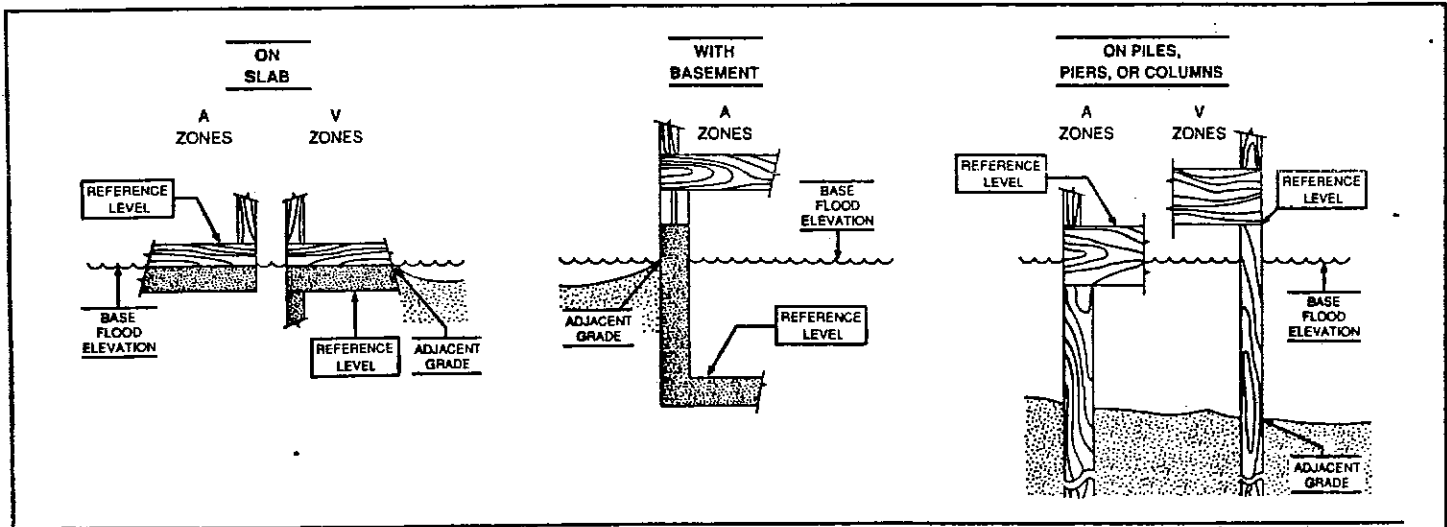 ON
SLAB
A
ZONES
V
ZONES
REFERENCE
LEVEL
BASE
FLOOD
ELEVATION
REFERENCE
LEVEL
ADJACENT
GRADE
WITH
BASEMENT
A
ZONES
BASE
FLOOD
ELEVATION
ADJACENT
GRADE
REFERENCE
LEVEL
ON PILES,
PIERS, OR COLUMNS
A
ZONES
V
ZONES
REFERENCE
LEVEL
REFERENCE
LEVEL
BASE
FLOOD
ELEVATION
ADJACENT
GRADE